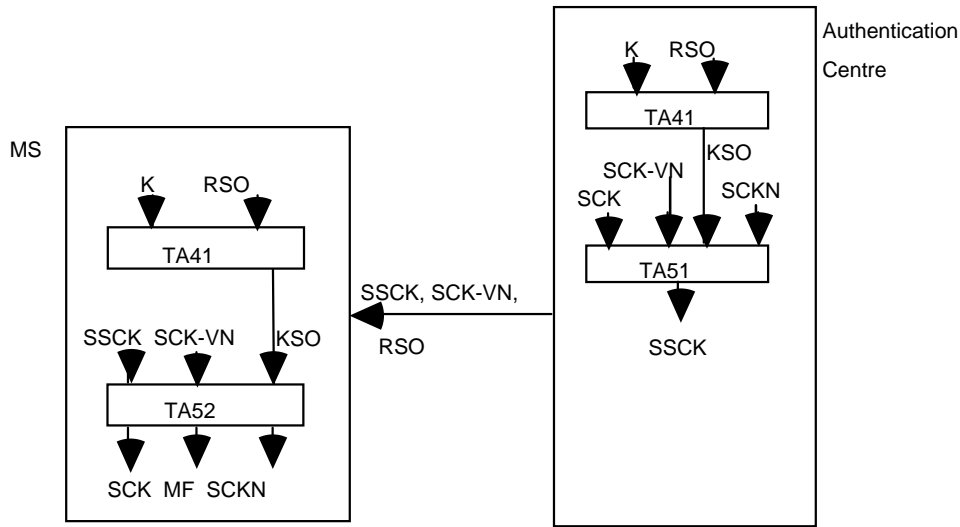 MS
K RSO
TA41
SSCK SCK-VN KSO
TA52
SCK MF SCKN
SSCK, SCK-VN,
RSO
Authentication
Centre
K RSO
TA41
KSO
SCK-VN
SCK SCKN
TA51
SSCK